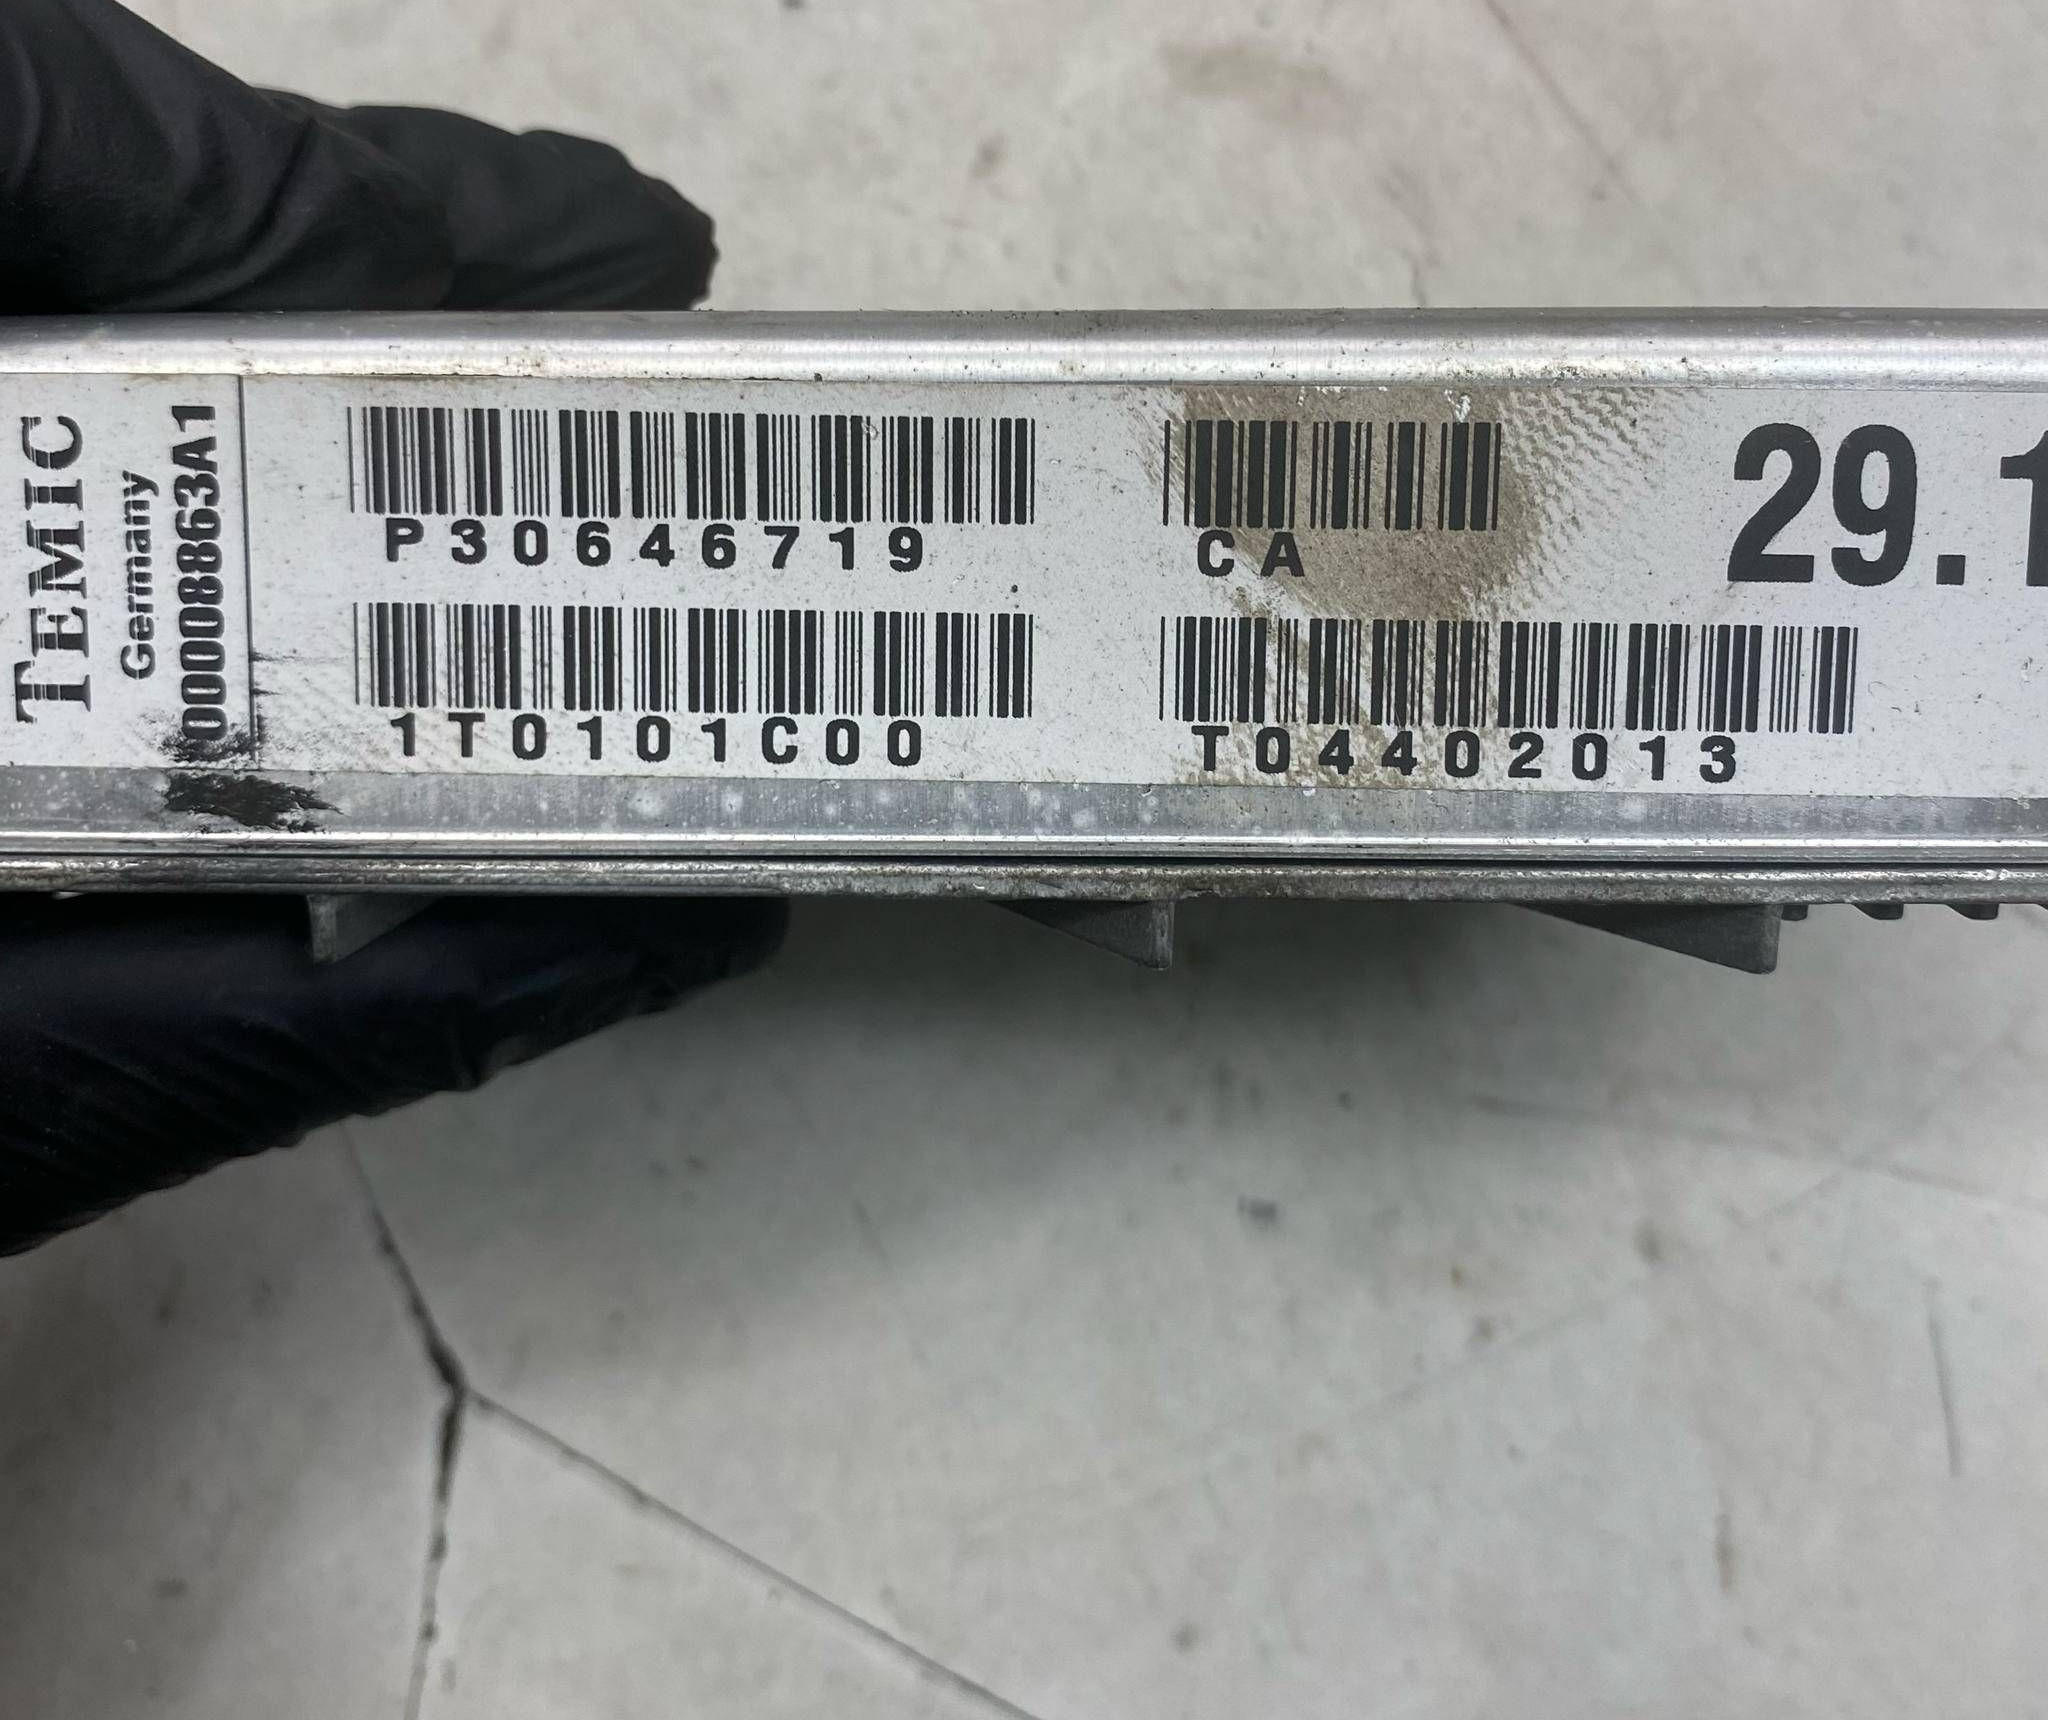 TEMIC
Germany
00008863A1
P30646719
CA
29.1
1T0101C00
T04402013